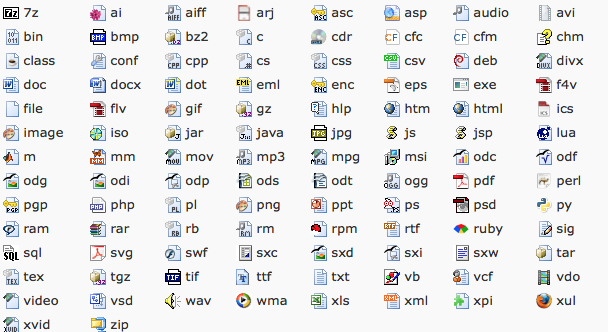 7z ai aiff arj asc asp audio avi
bin bmp bz2 c cdr cfc cfm chm
class conf cpp cs css csv deb divx
doc docx dot eml enc eps exe f4v
file flv gif gz hlp htm html ics
image iso jar java jpg js jsp lua
m mm mov mp3 mpg msi odc odf
odg odi odp ods odt ogg pdf perl
pgp php pl png ppt ps psd py
ram rar rb rm rpm rtf ruby sig
sql svg swf sxc sxd sxi sxw tar
tex tgz tif ttf txt vb vcf vdo
video vsd wav wma xls xml xpi xul
xvid zip